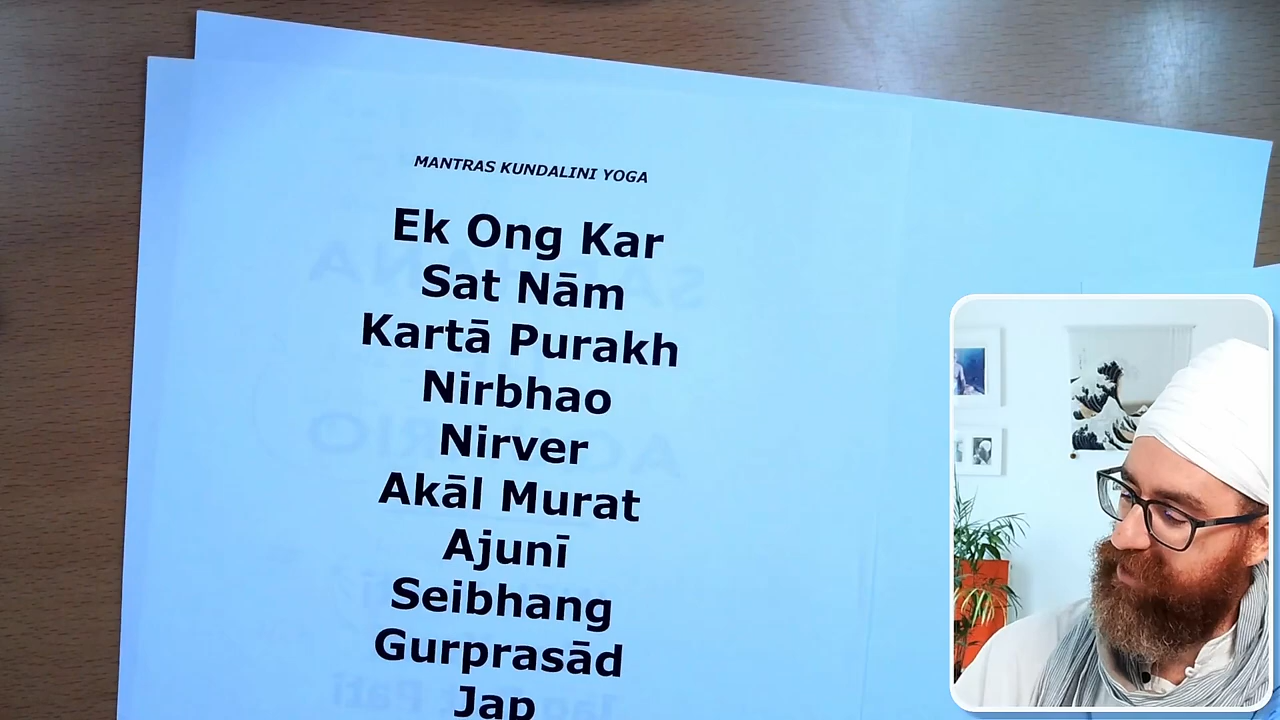 MANTRAS KUNDALINI YOGA
Ek Ong Kar
Sat Nām
Kartā Purakh
Nirbhao
Nirver
Akāl Murat
Ajunī
Seibhang
Gurprasād
Jap